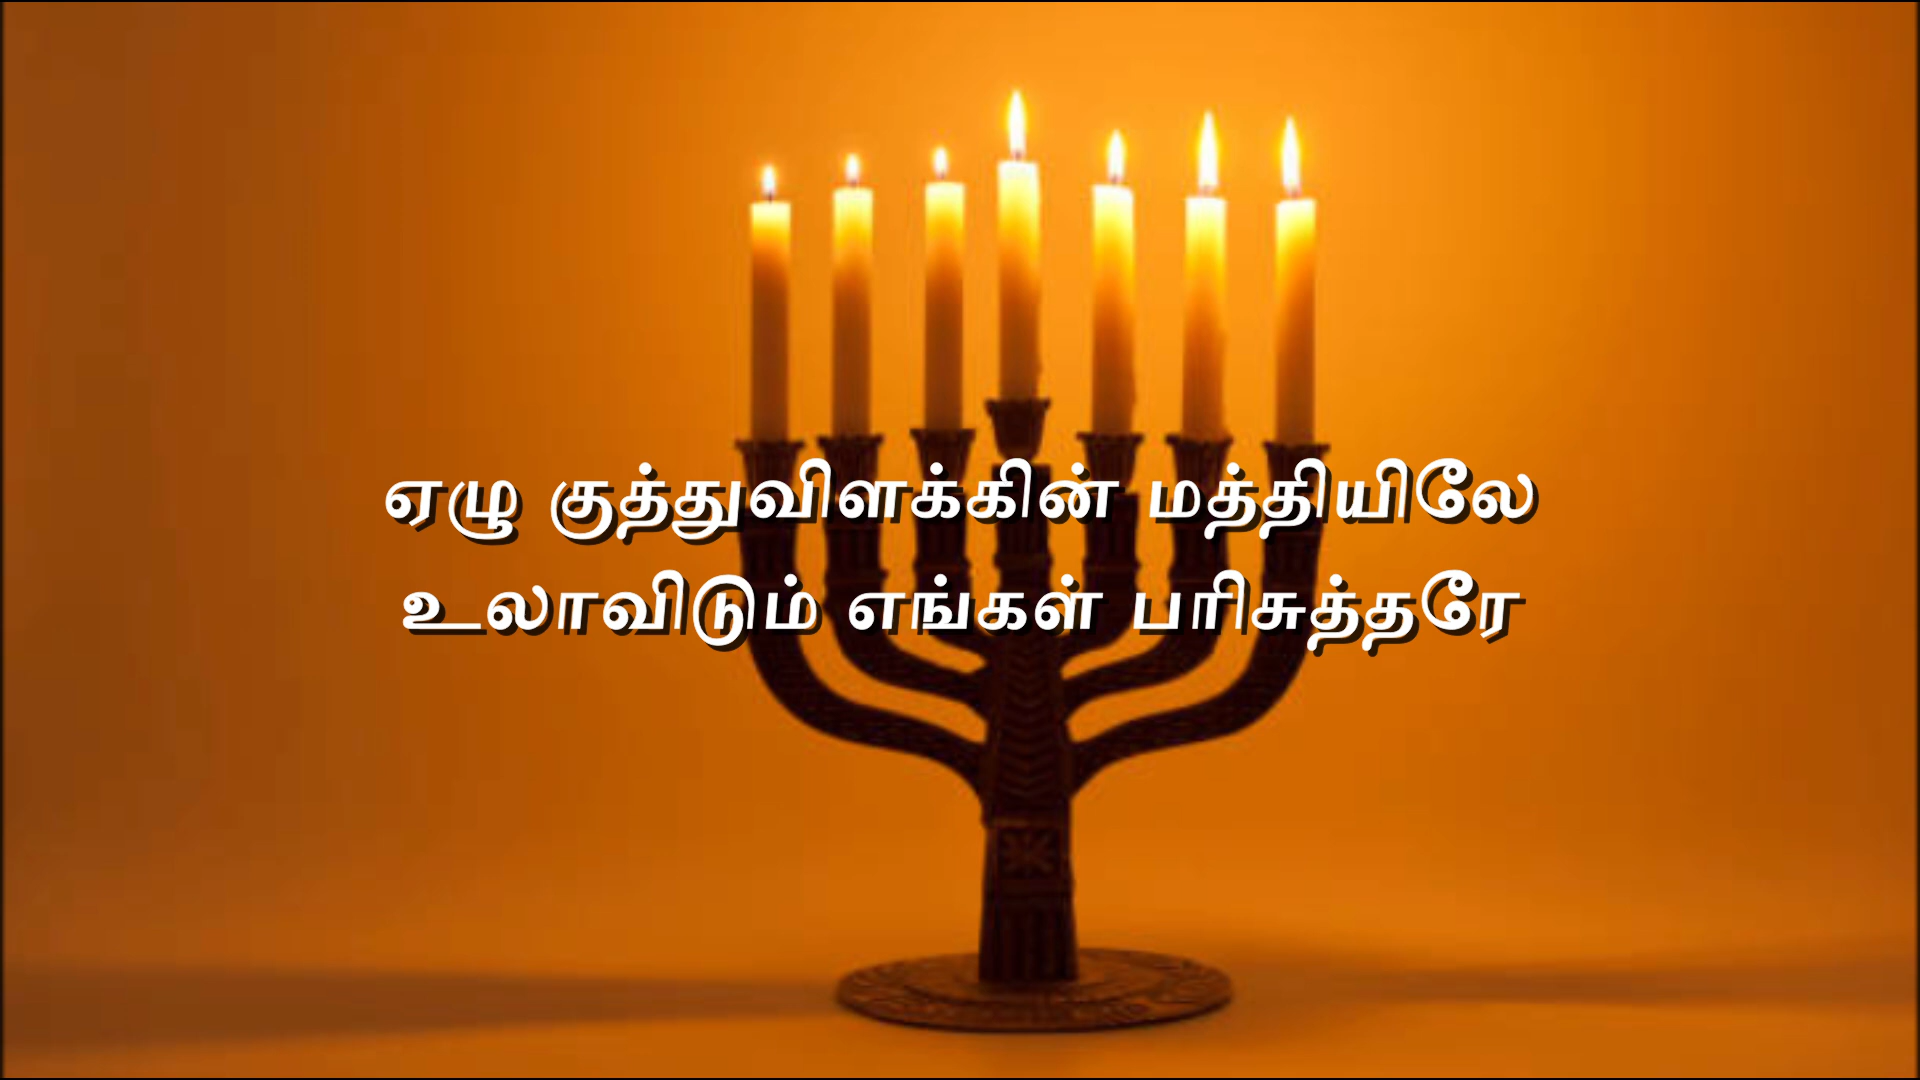 ஏழு குத்துவிளக்கின் மத்தியிலே
உலாவிடும் எங்கள் பரிசுத்தரே